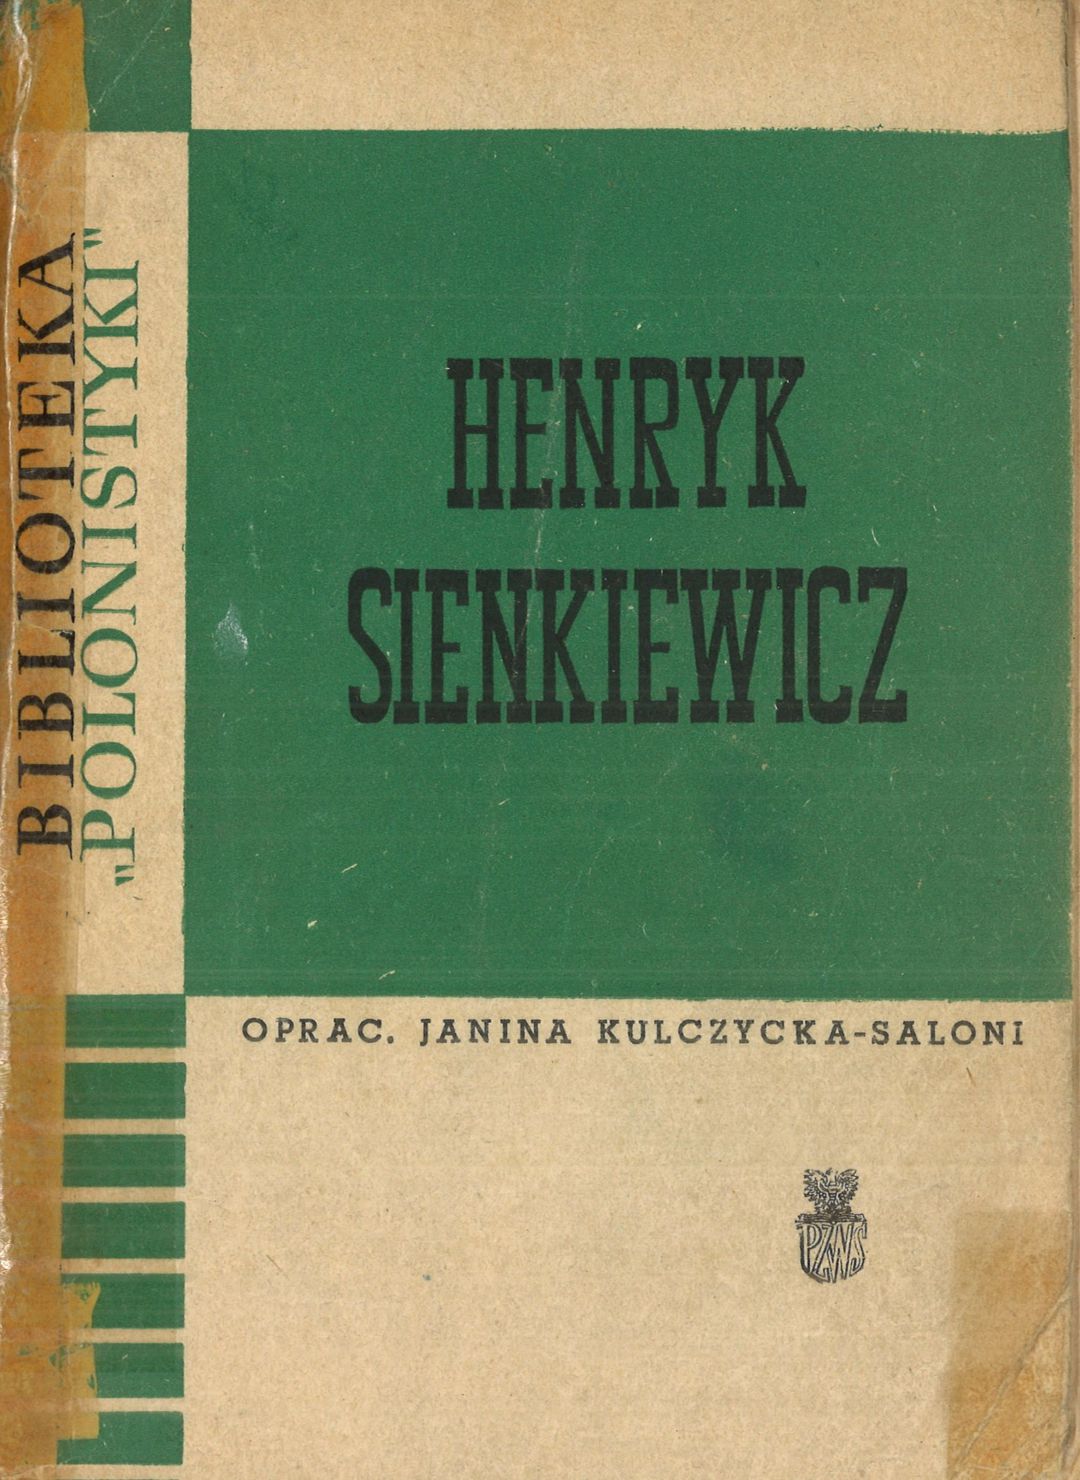 BIBLIOTEKA
„POLONISTYKI"
HENRYK
SIENKIEWICZ
OPRAC. JANINA KULCZYCKA-SALONI
PZWS